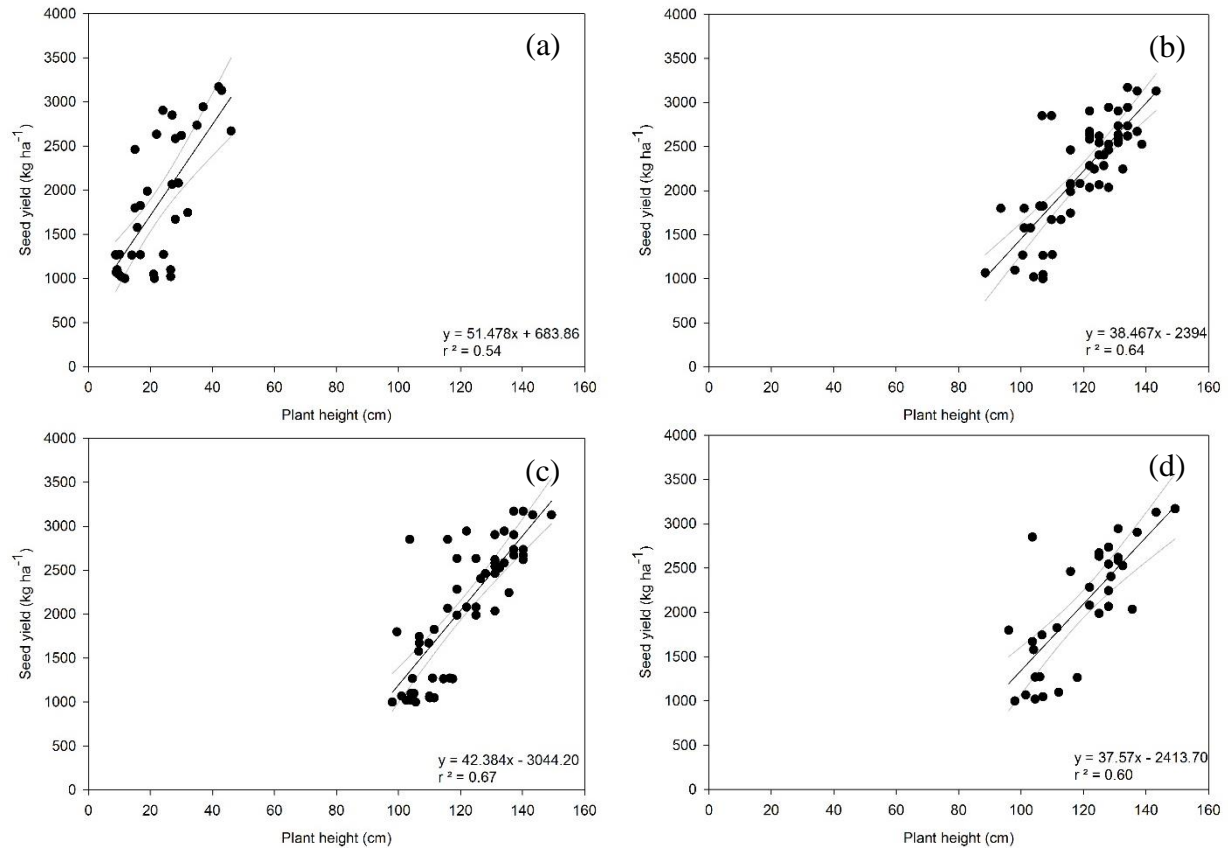 (a)
4000
3500
3000
2500
2000
1500
1000
500
0
Seed yield (kg ha⁻¹)
y = 51.478x + 683.86
r ² = 0.54
0 20 40 60 80 100 120 140 160
Plant height (cm)
(b)
4000
3500
3000
2500
2000
1500
1000
500
0
Seed yield (kg ha⁻¹)
y = 38.467x - 2394
r ² = 0.64
0 20 40 60 80 100 120 140 160
Plant height (cm)
(c)
4000
3500
3000
2500
2000
1500
1000
500
0
Seed yield (kg ha⁻¹)
y = 42.384x - 3044.20
r ² = 0.67
0 20 40 60 80 100 120 140 160
Plant height (cm)
(d)
4000
3500
3000
2500
2000
1500
1000
500
0
Seed yield (kg ha⁻¹)
y = 37.57x - 2413.70
r ² = 0.60
0 20 40 60 80 100 120 140 160
Plant height (cm)